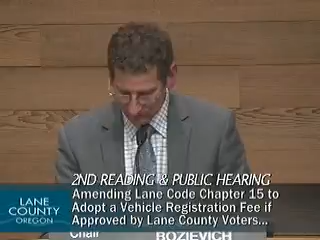 2ND READING & PUBLIC HEARING
Amending Lane Code Chapter 15 to
Adopt a Vehicle Registration Fee if
Approved by Lane County Voters...
LANE
COUNTY
OREGON
Chair
BOZIEVICH